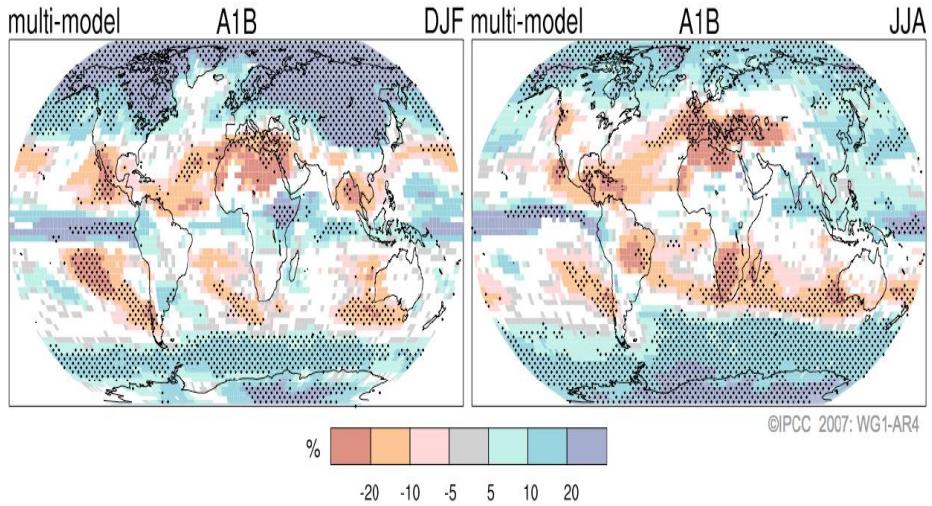 multi-model A1B DJF
multi-model A1B JJA
©IPCC 2007: WG1-AR4
%
-20 -10 -5 5 10 20